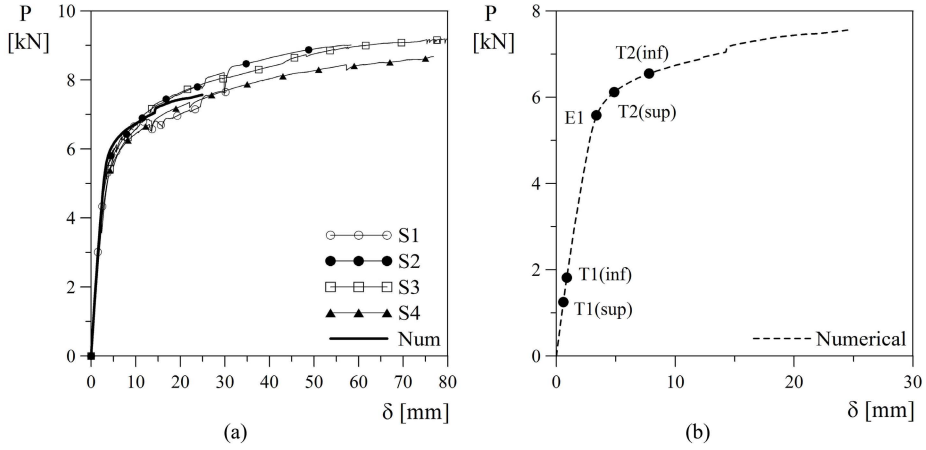 P
[kN]
10
8
6
4
2
0
0 10 20 30 40 50 60 70 80
δ [mm]
S1
S2
S3
S4
Num
(a)
P
[kN]
8
6
4
2
0
0 10 20 30
δ [mm]
T2(inf)
T2(sup)
E1
T1(inf)
T1(sup)
Numerical
(b)